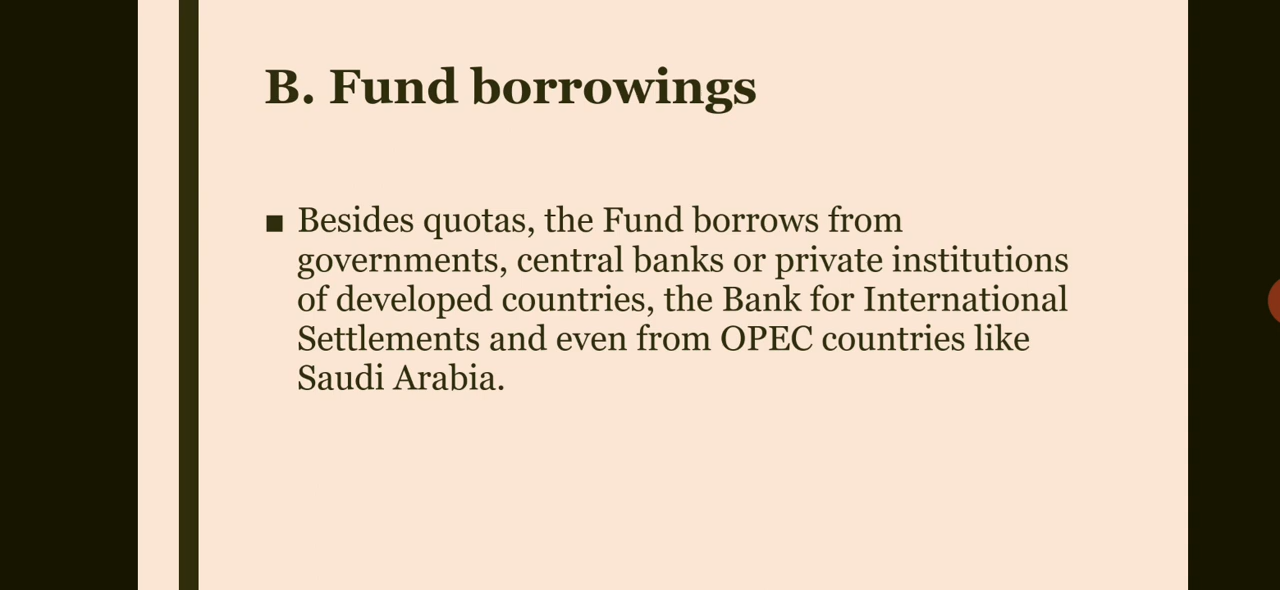 B. Fund borrowings
■ Besides quotas, the Fund borrows from
governments, central banks or private institutions
of developed countries, the Bank for International
Settlements and even from OPEC countries like
Saudi Arabia.